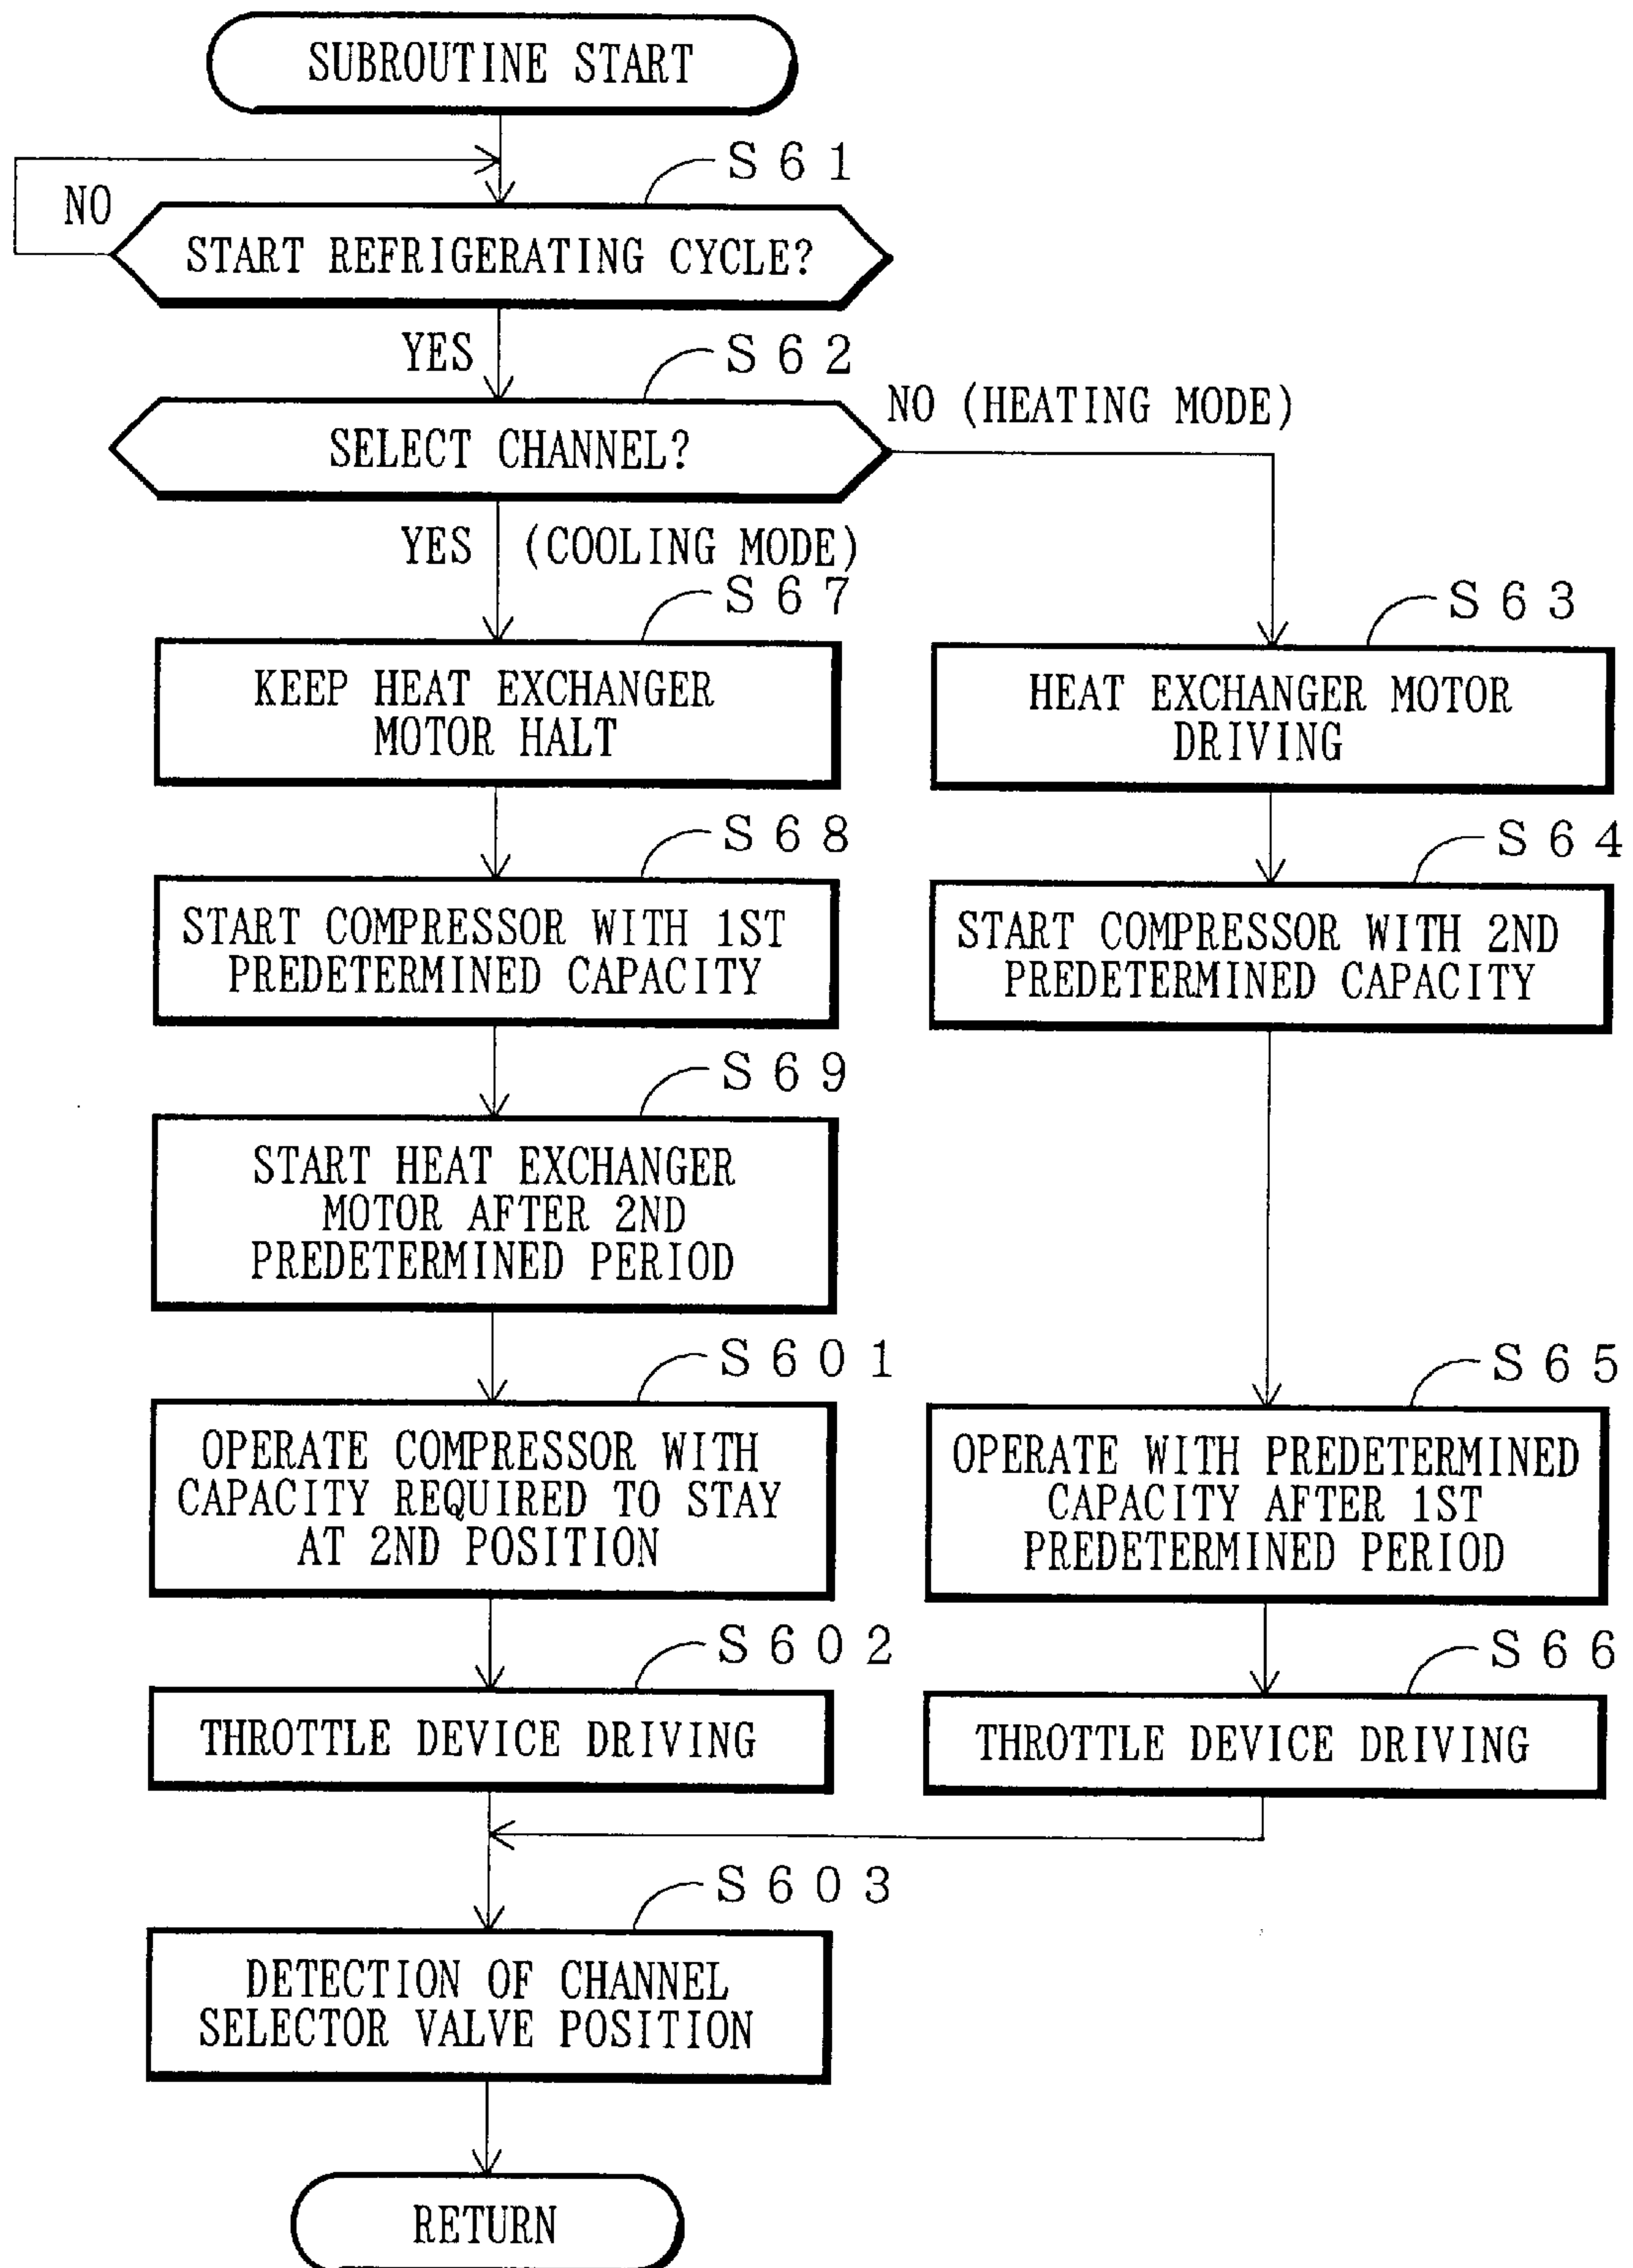 SUBROUTINE START
S61
NO
START REFRIGERATING CYCLE?
YES
S62
NO (HEATING MODE)
SELECT CHANNEL?
YES (COOLING MODE)
S67
S63
KEEP HEAT EXCHANGER
MOTOR HALT
HEAT EXCHANGER MOTOR
DRIVING
S68
S64
START COMPRESSOR WITH 1ST
PREDETERMINED CAPACITY
START COMPRESSOR WITH 2ND
PREDETERMINED CAPACITY
S69
START HEAT EXCHANGER
MOTOR AFTER 2ND
PREDETERMINED PERIOD
S601
S65
OPERATE COMPRESSOR WITH
CAPACITY REQUIRED TO STAY
AT 2ND POSITION
OPERATE WITH PREDETERMINED
CAPACITY AFTER 1ST
PREDETERMINED PERIOD
S602
S66
THROTTLE DEVICE DRIVING
THROTTLE DEVICE DRIVING
S603
DETECTION OF CHANNEL
SELECTOR VALVE POSITION
RETURN